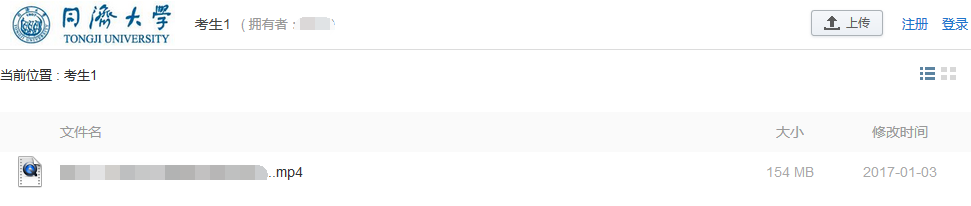 同濟大學
TONGJI UNIVERSITY
考生1 ( 拥有者 : )
上传 注册 登录
当前位置 : 考生1
文件名 大小 修改时间
..mp4 154 MB 2017-01-03